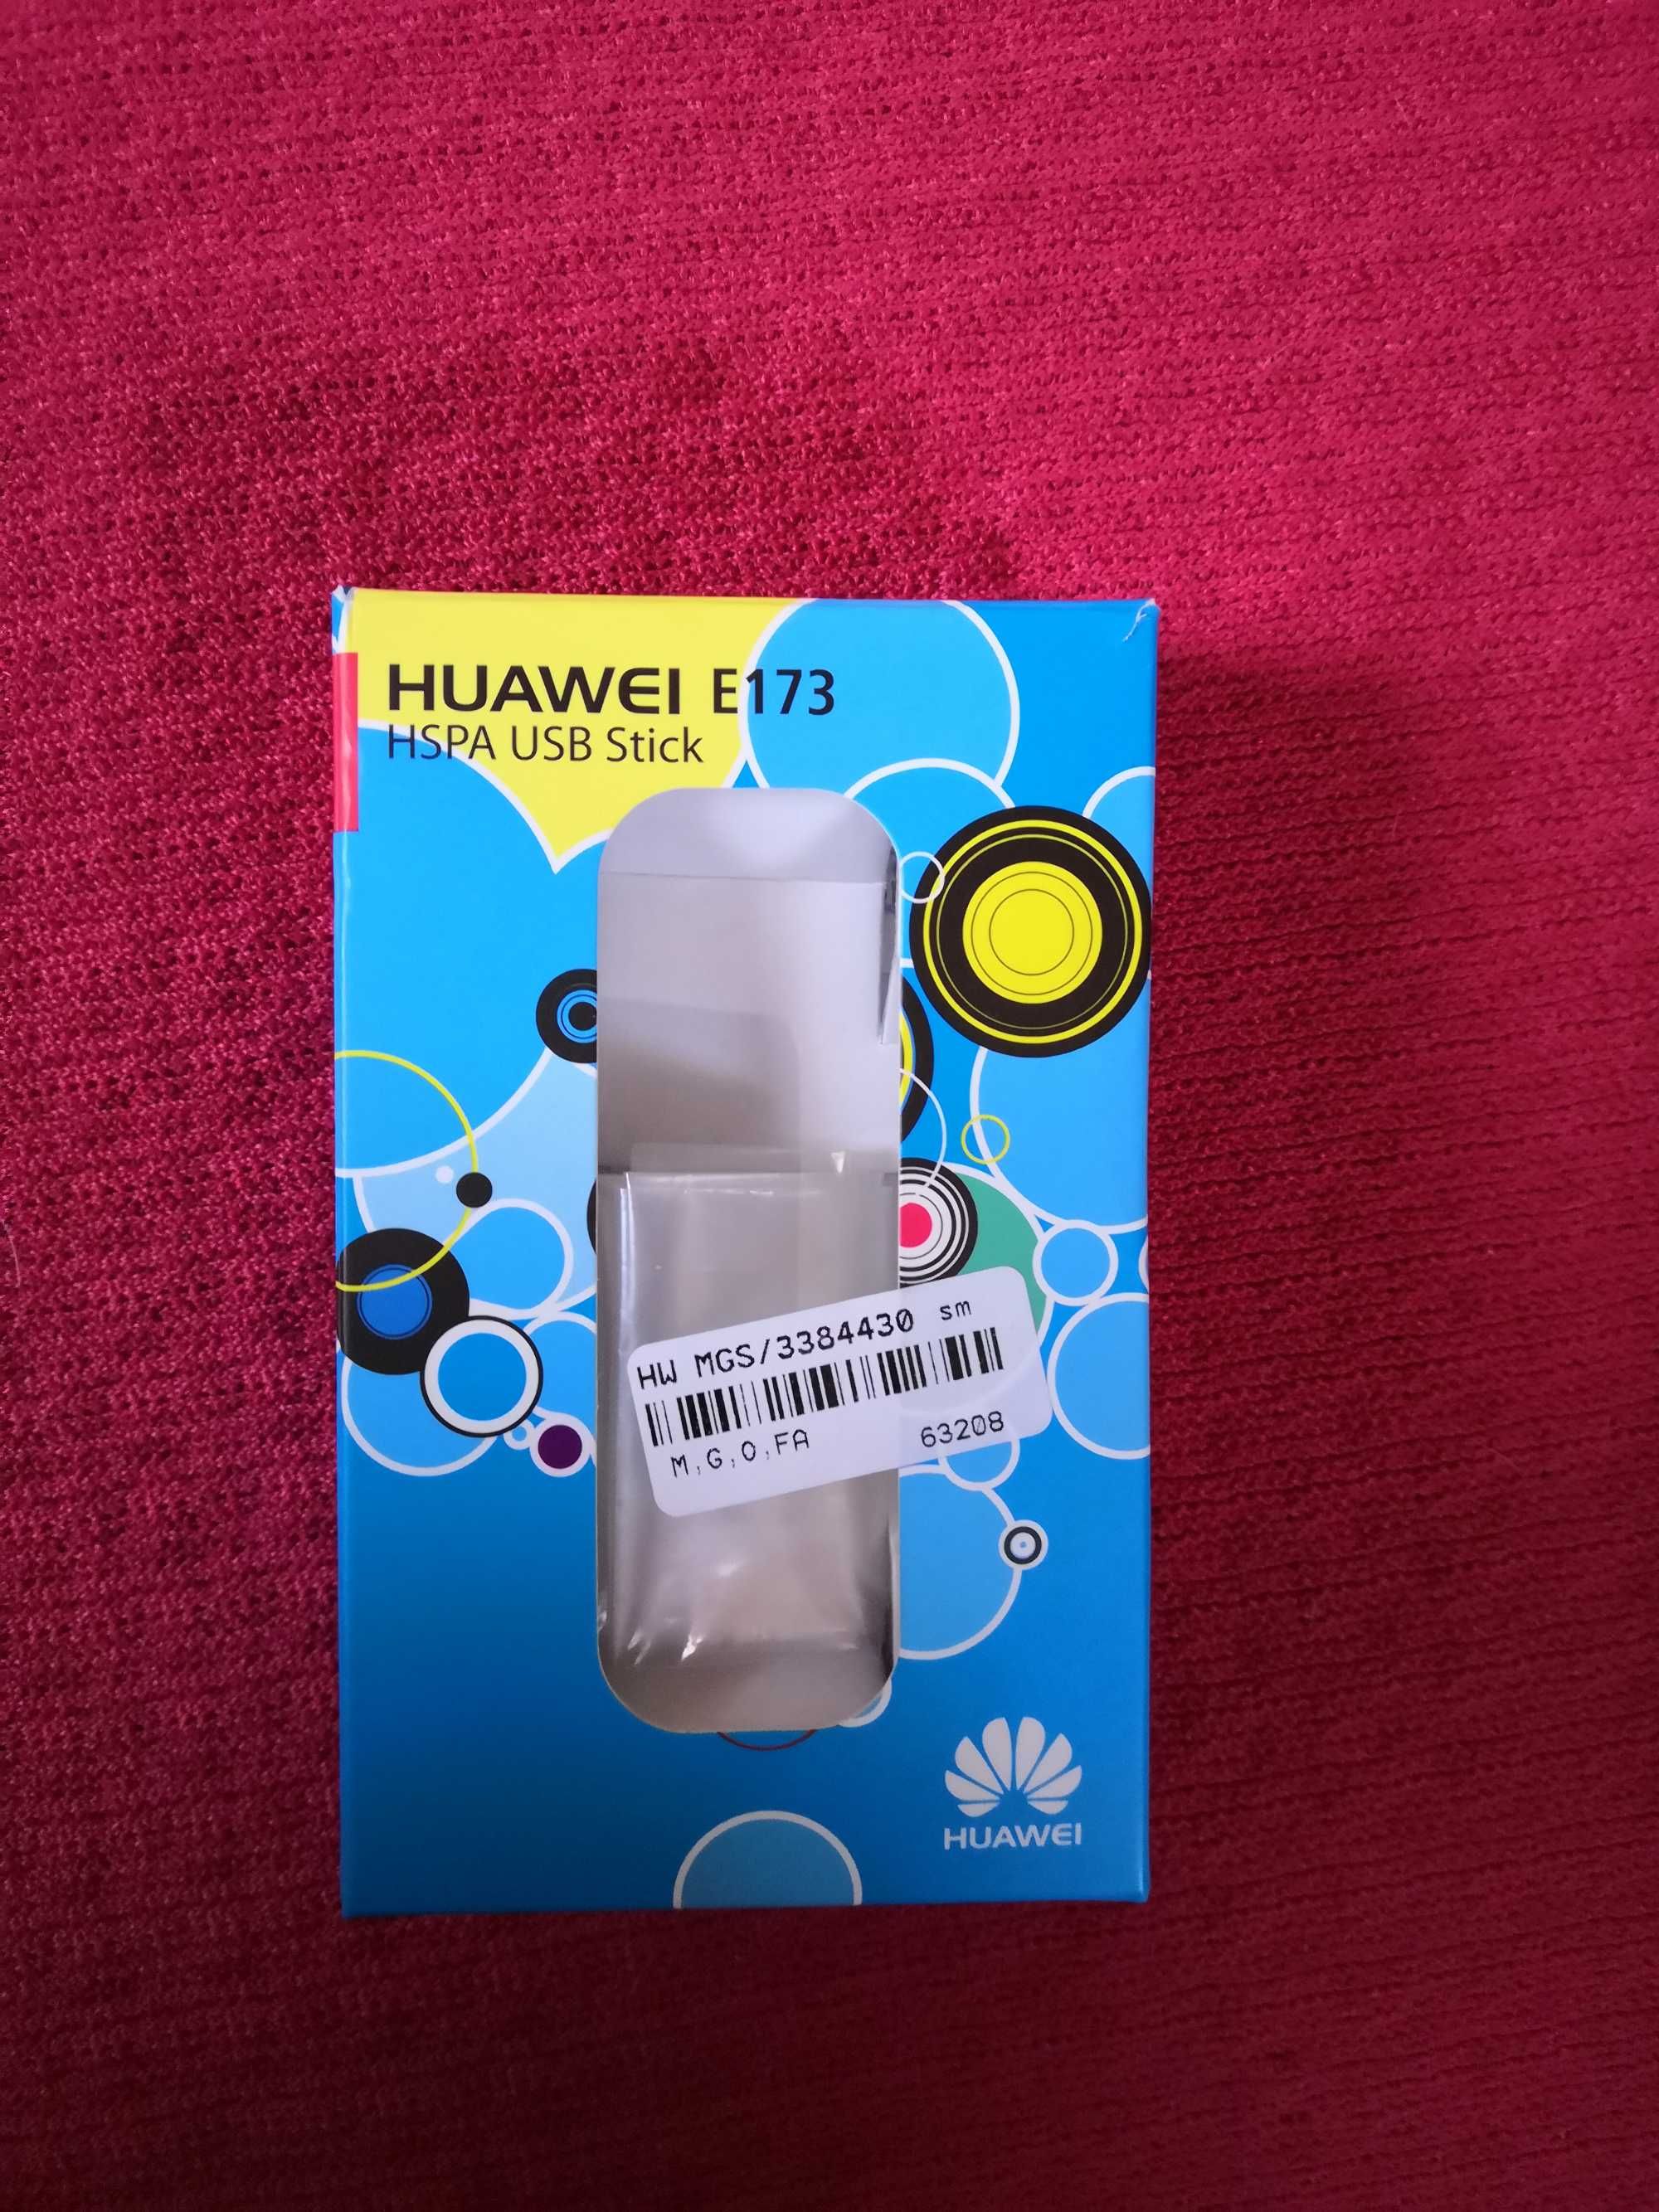 HUAWEI E173
HSPA USB Stick
HW MGS/3384430 sm
M,G,O,FA 63208
HUAWEI